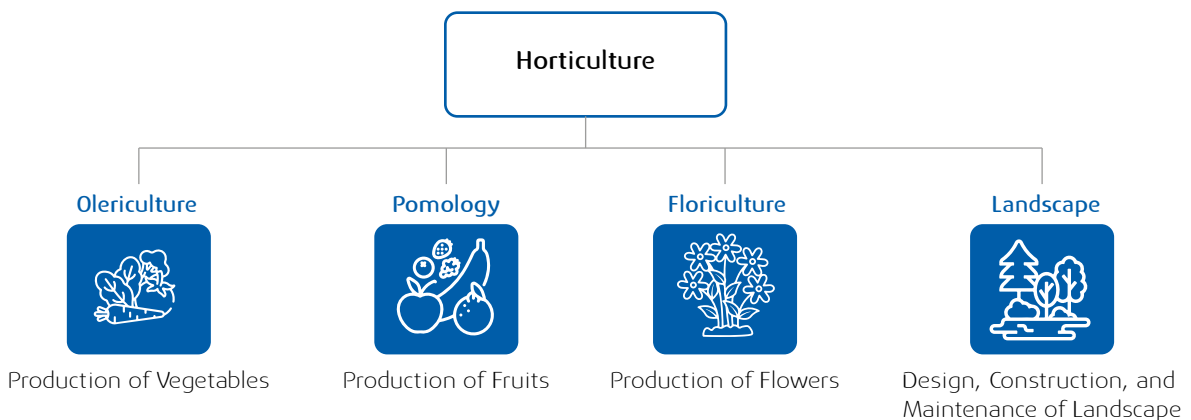 Horticulture
Olericulture
Pomology
Floriculture
Landscape
Production of Vegetables
Production of Fruits
Production of Flowers
Design, Construction, and
Maintenance of Landscape